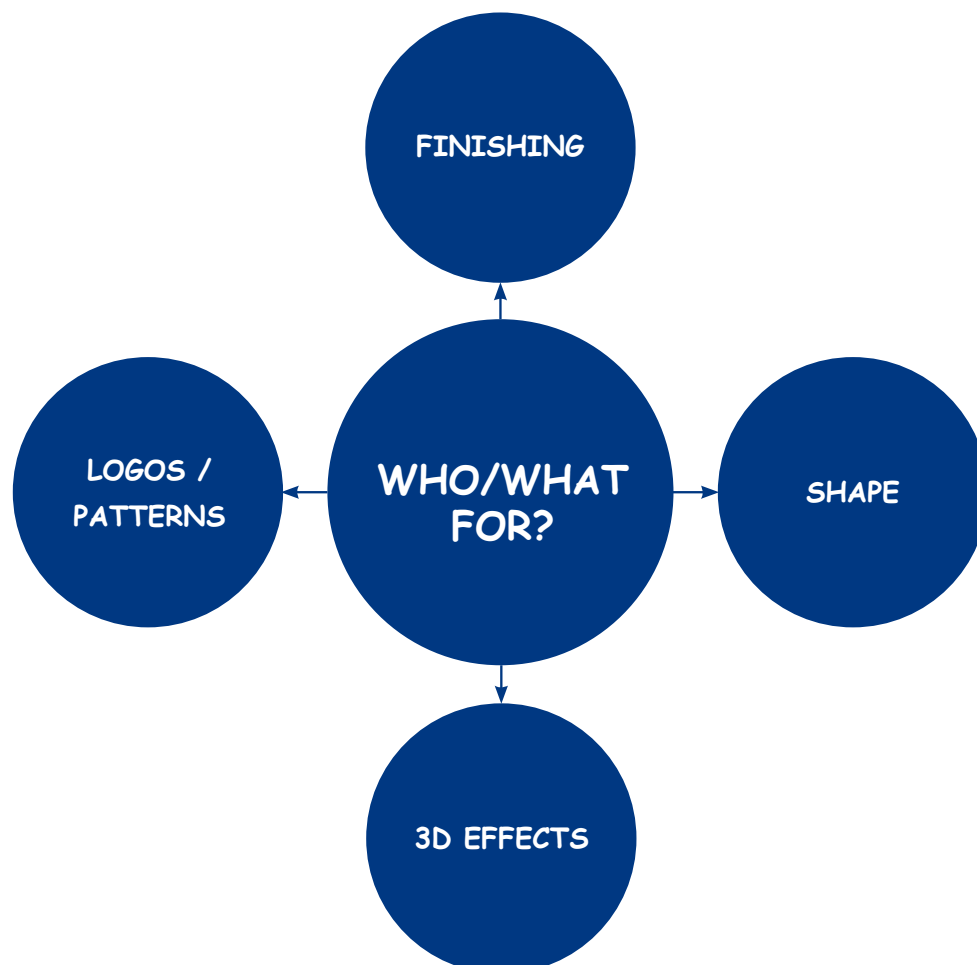 FINISHING
LOGOS /
PATTERNS
WHO/WHAT
FOR?
SHAPE
3D EFFECTS